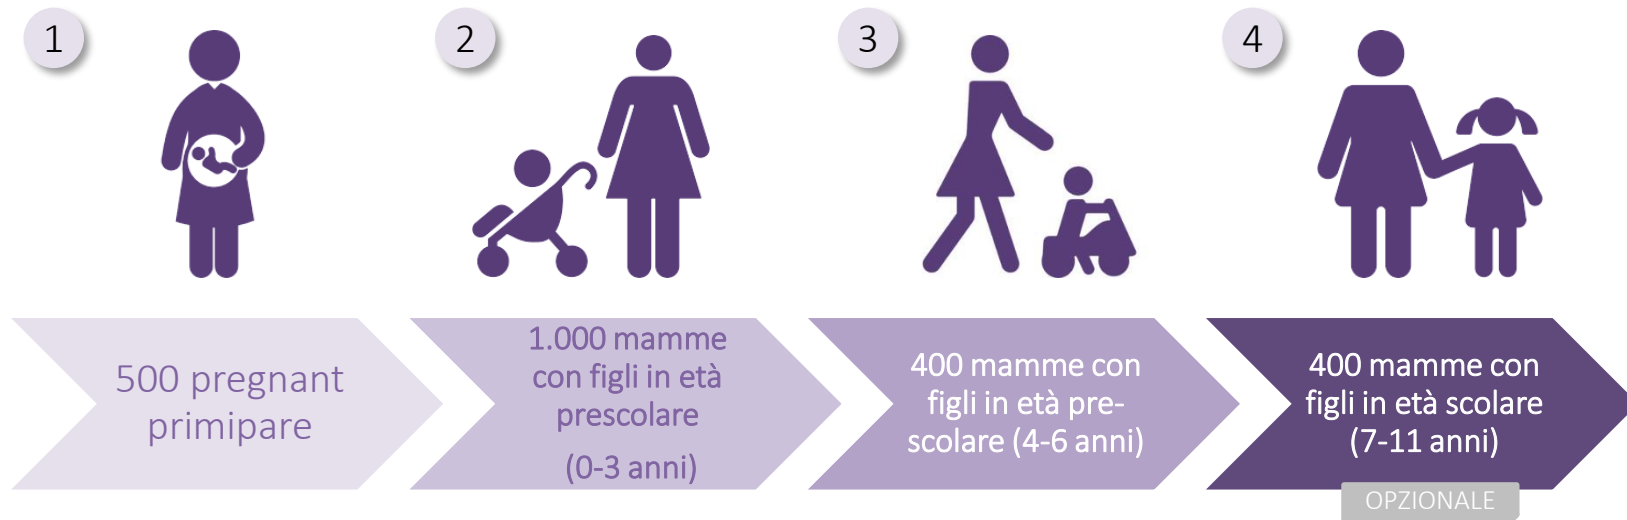 1
2
3
4
500 pregnant
primipare
1.000 mamme
con figli in età
prescolare
(0-3 anni)
400 mamme con
figli in età pre-
scolare (4-6 anni)
400 mamme con
figli in età scolare
(7-11 anni)
OPZIONALE